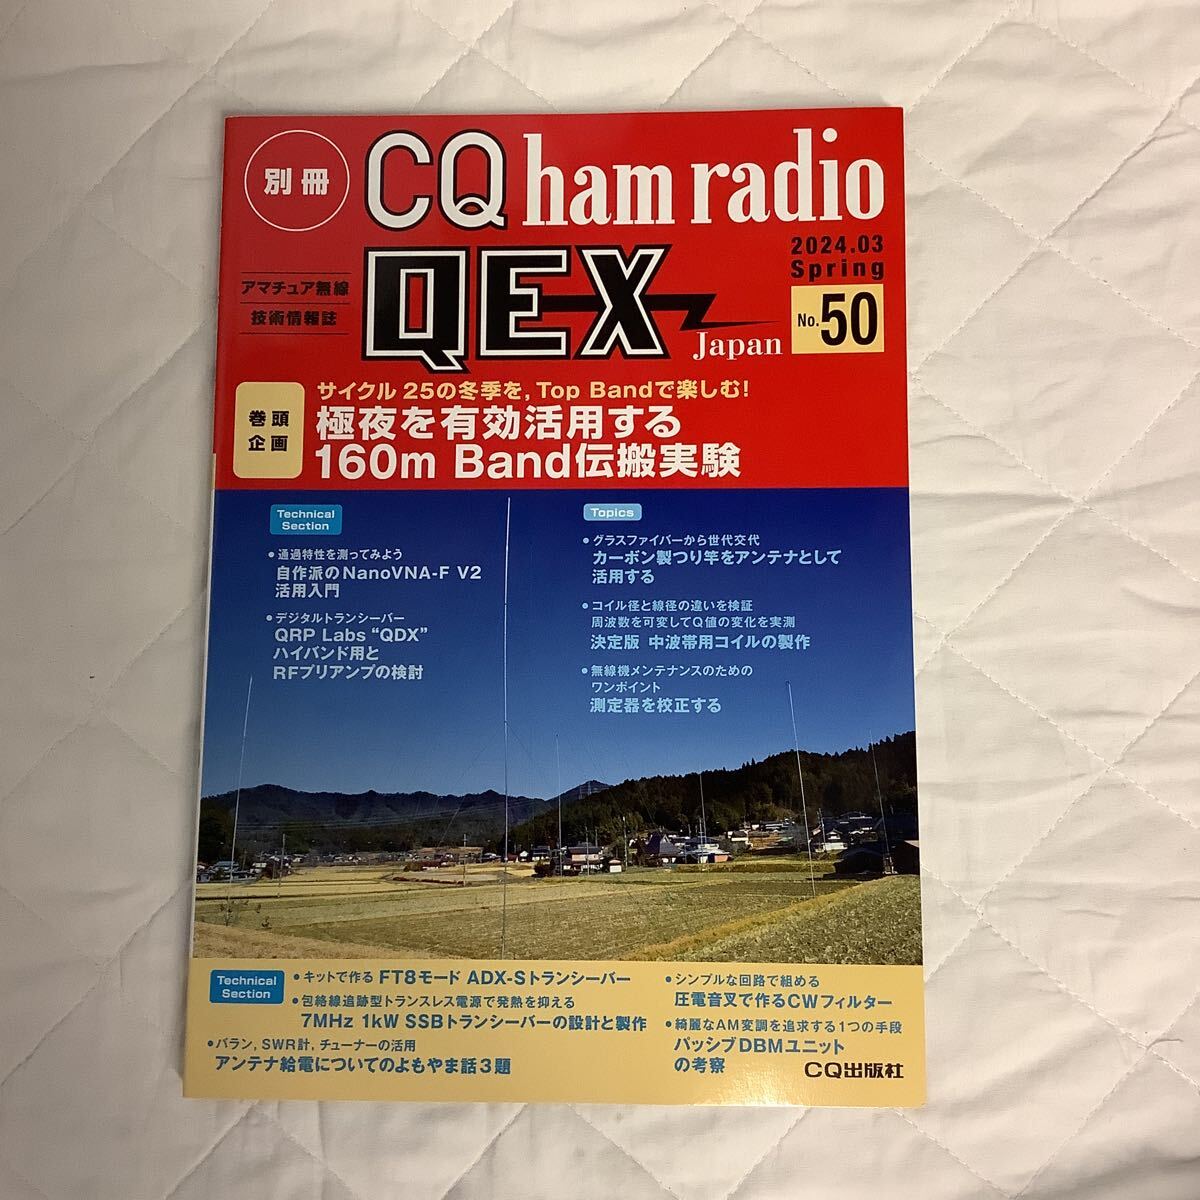 別冊
CQ ham radio
アマチュア無線
技術情報誌
QEX
Japan
2024.03
Spring
No.50
巻頭
企画
サイクル 25の冬季を, Top Bandで楽しむ!
極夜を有効活用する
160m Band伝搬実験
Technical
Section
• 通過特性を測ってみよう
自作派のNanoVNA-F V2
活用入門
• デジタルトランシーバー
QRP Labs “QDX”
ハイバンド用と
RFプリアンプの検討
Topics
• グラスファイバーから世代交代
カーボン製つり竿をアンテナとして
活用する
• コイル径と線径の違いを検証
周波数を可変してQ値の変化を実測
決定版 中波帯用コイルの製作
• 無線機メンテナンスのための
ワンポイント
測定器を校正する
Technical
Section
• キットで作る FT8モード ADX-Sトランシーバー
• 包絡線追跡型トランスレス電源で発熱を抑える
7MHz 1kW SSBトランシーバーの設計と製作
• バラン, SWR計, チューナーの活用
アンテナ給電についてのよもやま話3題
• シンプルな回路で組める
圧電音叉で作るCWフィルター
• 綺麗なAM変調を追求する1つの手段
パッシブDBMユニット
の考察
CQ出版社